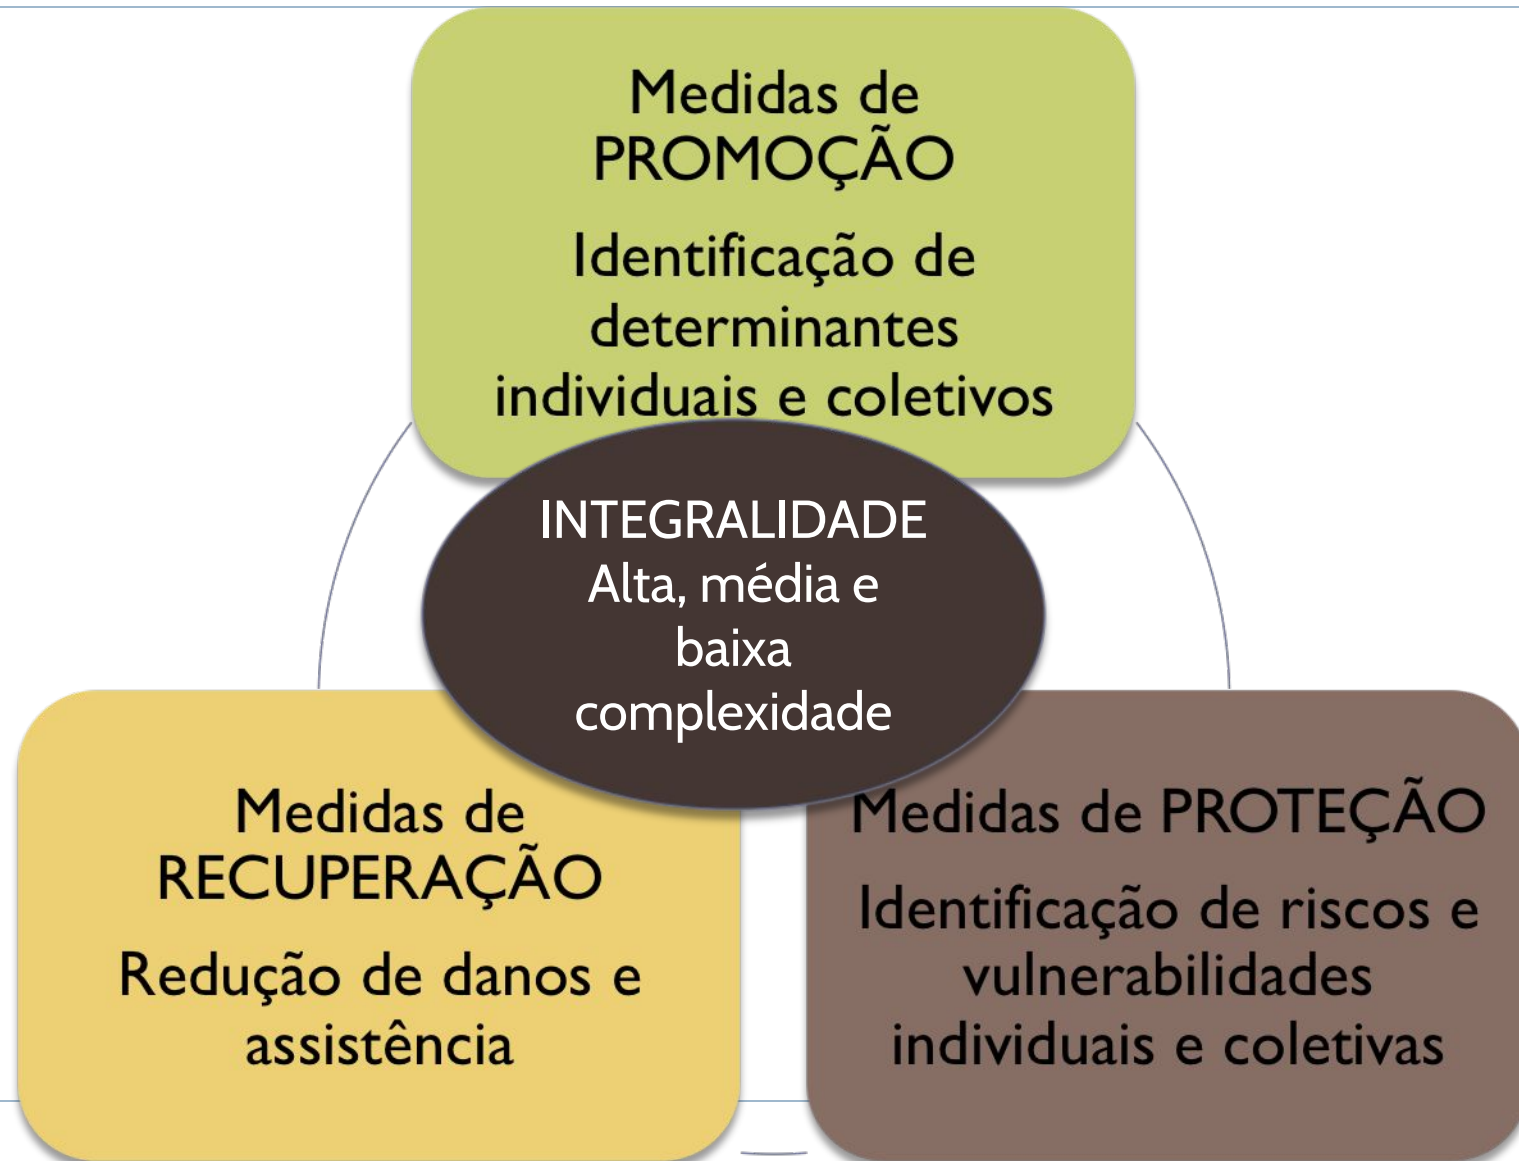 Medidas de
PROMOÇÃO
Identificação de
determinantes
individuais e coletivos
INTEGRALIDADE
Alta, média e
baixa
complexidade
Medidas de
RECUPERAÇÃO
Redução de danos e
assistência
Medidas de PROTEÇÃO
Identificação de riscos e
vulnerabilidades
individuais e coletivas